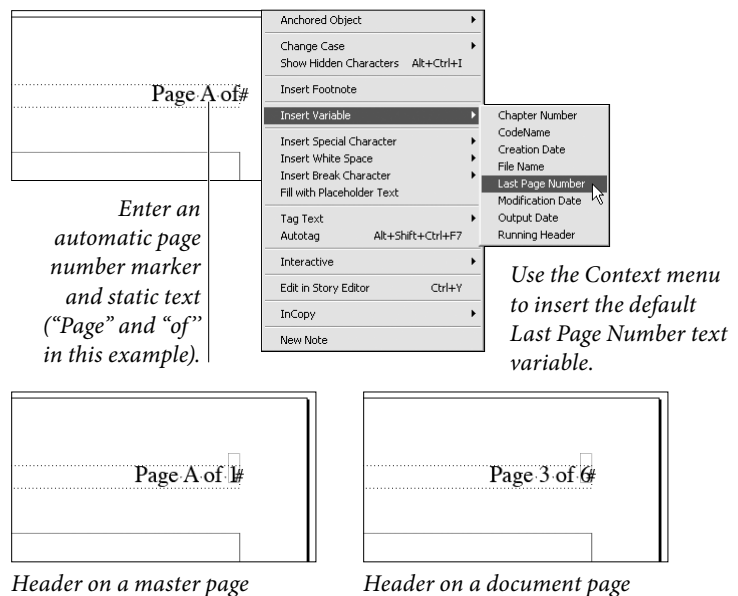 Page A of#
Anchored Object
Change Case
Show Hidden Characters Alt+Ctrl+I
Insert Footnote
Insert Variable
Insert Special Character
Insert White Space
Insert Break Character
Fill with Placeholder Text
Tag Text
Autotag Alt+Shift+Ctrl+F7
Interactive
Edit in Story Editor Ctrl+Y
InCopy
New Note
Chapter Number
CodeName
Creation Date
File Name
Last Page Number
Modification Date
Output Date
Running Header
Enter an
automatic page
number marker
and static text
(“Page” and “of”
in this example).
Use the Context menu
to insert the default
Last Page Number text
variable.
Page A of 1#
Header on a master page
Page 3 of 6#
Header on a document page